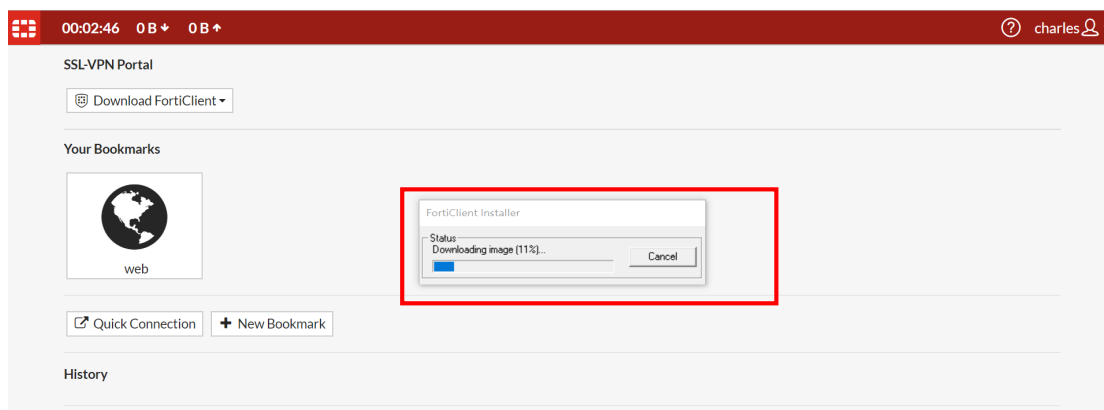 00:02:46 0 B 0 B charles
SSL-VPN Portal
Download FortiClient
Your Bookmarks
web
FortiClient Installer
Status
Downloading image (11%)...
Cancel
Quick Connection New Bookmark
History